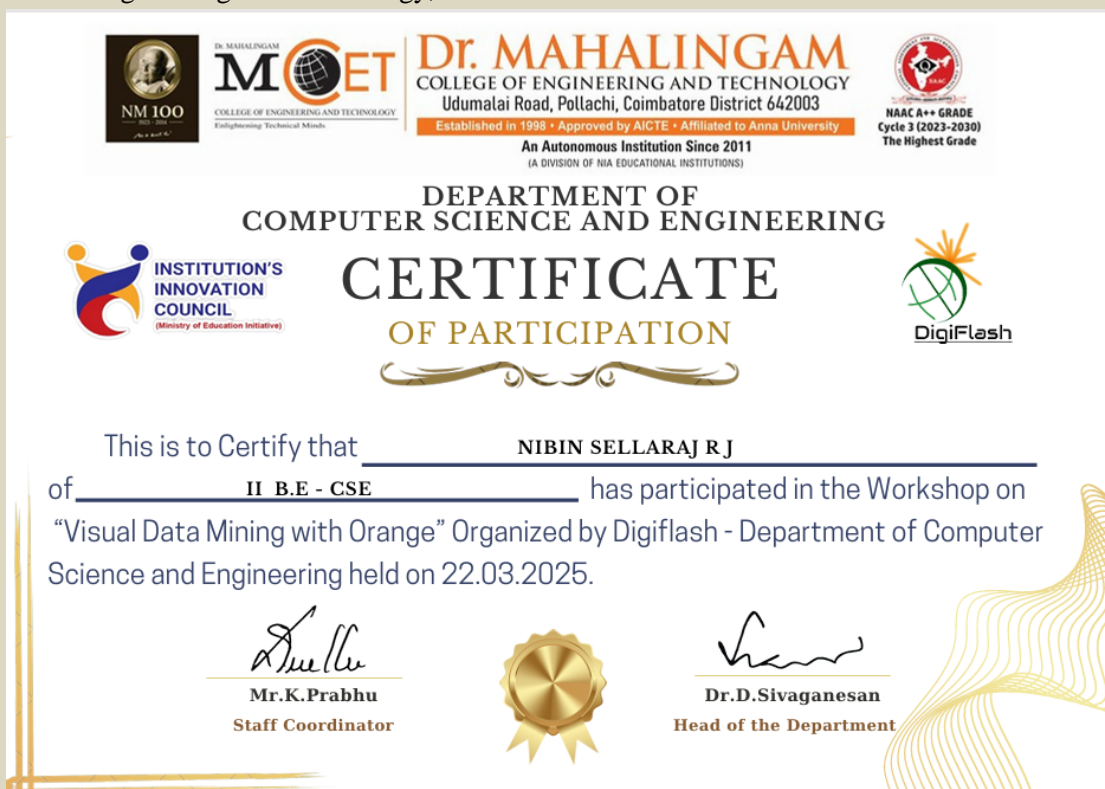 NM 100
1923 - 2014
Dr. MAHALINGAM
MCET
COLLEGE OF ENGINEERING AND TECHNOLOGY
Enlightening Technical Minds
Dr. MAHALINGAM
COLLEGE OF ENGINEERING AND TECHNOLOGY
Udumalai Road, Pollachi, Coimbatore District 642003
Established in 1998 • Approved by AICTE • Affiliated to Anna University
An Autonomous Institution Since 2011
(A DIVISION OF NIA EDUCATIONAL INSTITUTIONS)
NAAC
NAAC A++ GRADE
Cycle 3 (2023-2030)
The Highest Grade
DEPARTMENT OF
COMPUTER SCIENCE AND ENGINEERING
INSTITUTION'S
INNOVATION
COUNCIL
(Ministry of Education Initiative)
CERTIFICATE
OF PARTICIPATION
DigiFlash
This is to Certify that NIBIN SELLARAJ R J
of II B.E - CSE has participated in the Workshop on
“Visual Data Mining with Orange” Organized by Digiflash - Department of Computer
Science and Engineering held on 22.03.2025.
Mr.K.Prabhu
Staff Coordinator
Dr.D.Sivaganesan
Head of the Department